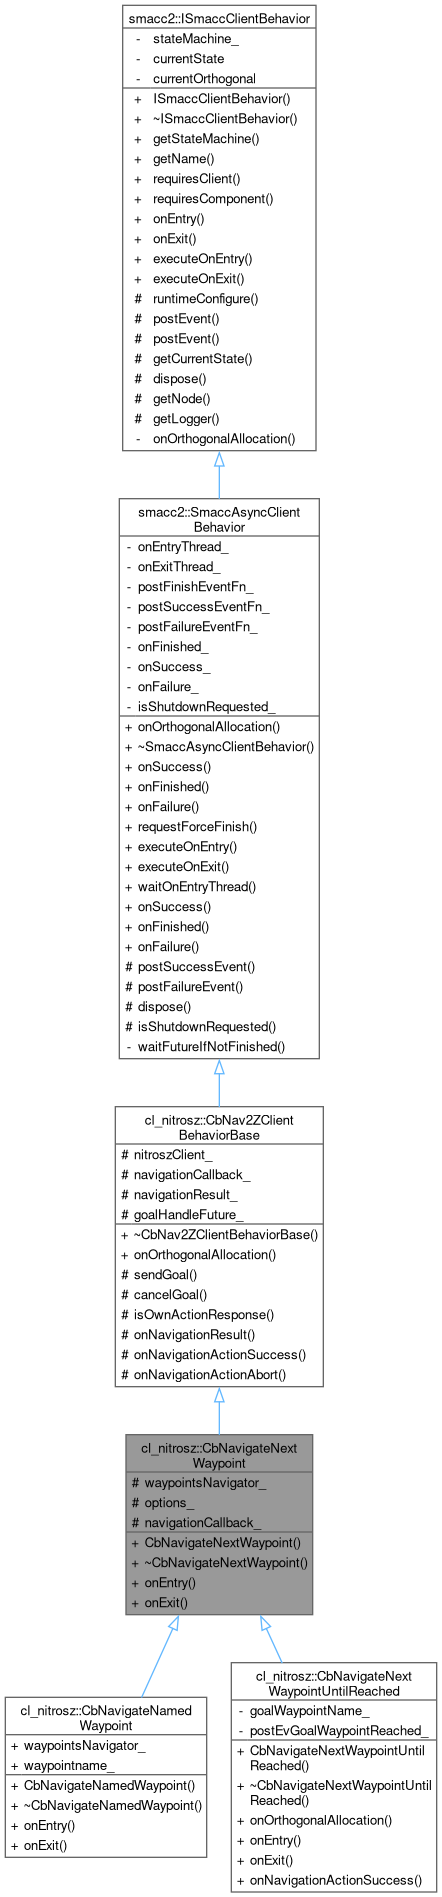 smacc2::ISmaccClientBehavior
- stateMachine_
- currentState
- currentOrthogonal
+ ISmaccClientBehavior()
+ ~ISmaccClientBehavior()
+ getStateMachine()
+ getName()
+ requiresClient()
+ requiresComponent()
+ onEntry()
+ onExit()
+ executeOnEntry()
+ executeOnExit()
# runtimeConfigure()
# postEvent()
# postEvent()
# getCurrentState()
# dispose()
# getNode()
# getLogger()
- onOrthogonalAllocation()
smacc2::SmaccAsyncClient
Behavior
- onEntryThread_
- onExitThread_
- postFinishEventFn_
- postSuccessEventFn_
- postFailureEventFn_
- onFinished_
- onSuccess_
- onFailure_
- isShutdownRequested_
+ onOrthogonalAllocation()
+ ~SmaccAsyncClientBehavior()
+ onSuccess()
+ onFinished()
+ onFailure()
+ requestForceFinish()
+ executeOnEntry()
+ executeOnExit()
+ waitOnEntryThread()
+ onSuccess()
+ onFinished()
+ onFailure()
# postSuccessEvent()
# postFailureEvent()
# dispose()
# isShutdownRequested()
- waitFutureIfNotFinished()
cl_nitrosz::CbNav2ZClient
BehaviorBase
# nitroszClient_
# navigationCallback_
# navigationResult_
# goalHandleFuture_
+ ~CbNav2ZClientBehaviorBase()
+ onOrthogonalAllocation()
# sendGoal()
# cancelGoal()
# isOwnActionResponse()
# onNavigationResult()
# onNavigationActionSuccess()
# onNavigationActionAbort()
cl_nitrosz::CbNavigateNext
Waypoint
# waypointsNavigator_
# options_
# navigationCallback_
+ CbNavigateNextWaypoint()
+ ~CbNavigateNextWaypoint()
+ onEntry()
+ onExit()
cl_nitrosz::CbNavigateNamed
Waypoint
+ waypointsNavigator_
+ waypointname_
+ CbNavigateNamedWaypoint()
+ ~CbNavigateNamedWaypoint()
+ onEntry()
+ onExit()
cl_nitrosz::CbNavigateNext
WaypointUntilReached
- goalWaypointName_
- postEvGoalWaypointReached_
+ CbNavigateNextWaypointUntil
Reached()
+ ~CbNavigateNextWaypointUntil
Reached()
+ onOrthogonalAllocation()
+ onEntry()
+ onExit()
+ onNavigationActionSuccess()